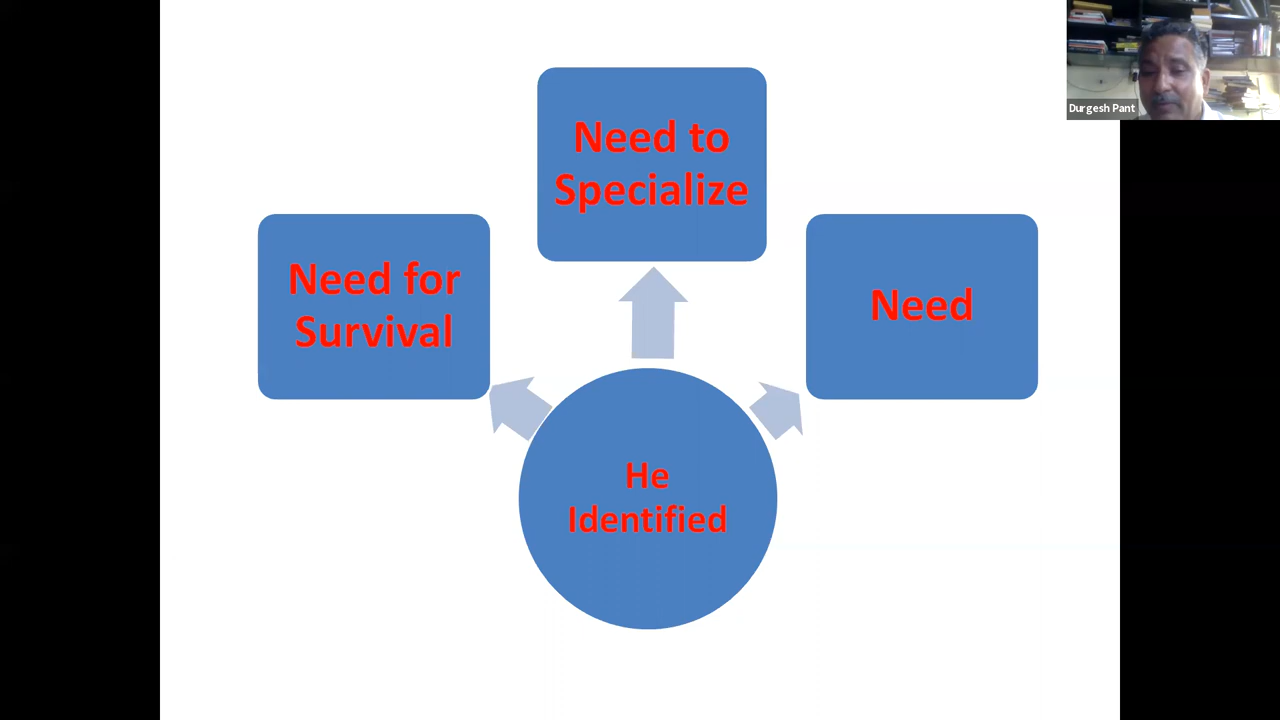 Durgesh Pant
Need to
Specialize
Need for
Survival
Need
He
Identified